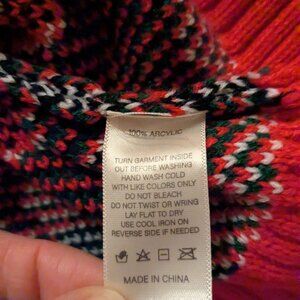 100% ARCYLIC
TURN GARMENT INSIDE
OUT BEFORE WASHING
HAND WASH COLD
WITH LIKE COLORS ONLY
DO NOT BLEACH.
DO NOT TWIST OR WRING
LAY FLAT TO DRY
USE COOL IRON ON
REVERSE SIDE IF NEEDED
MADE IN CHINA